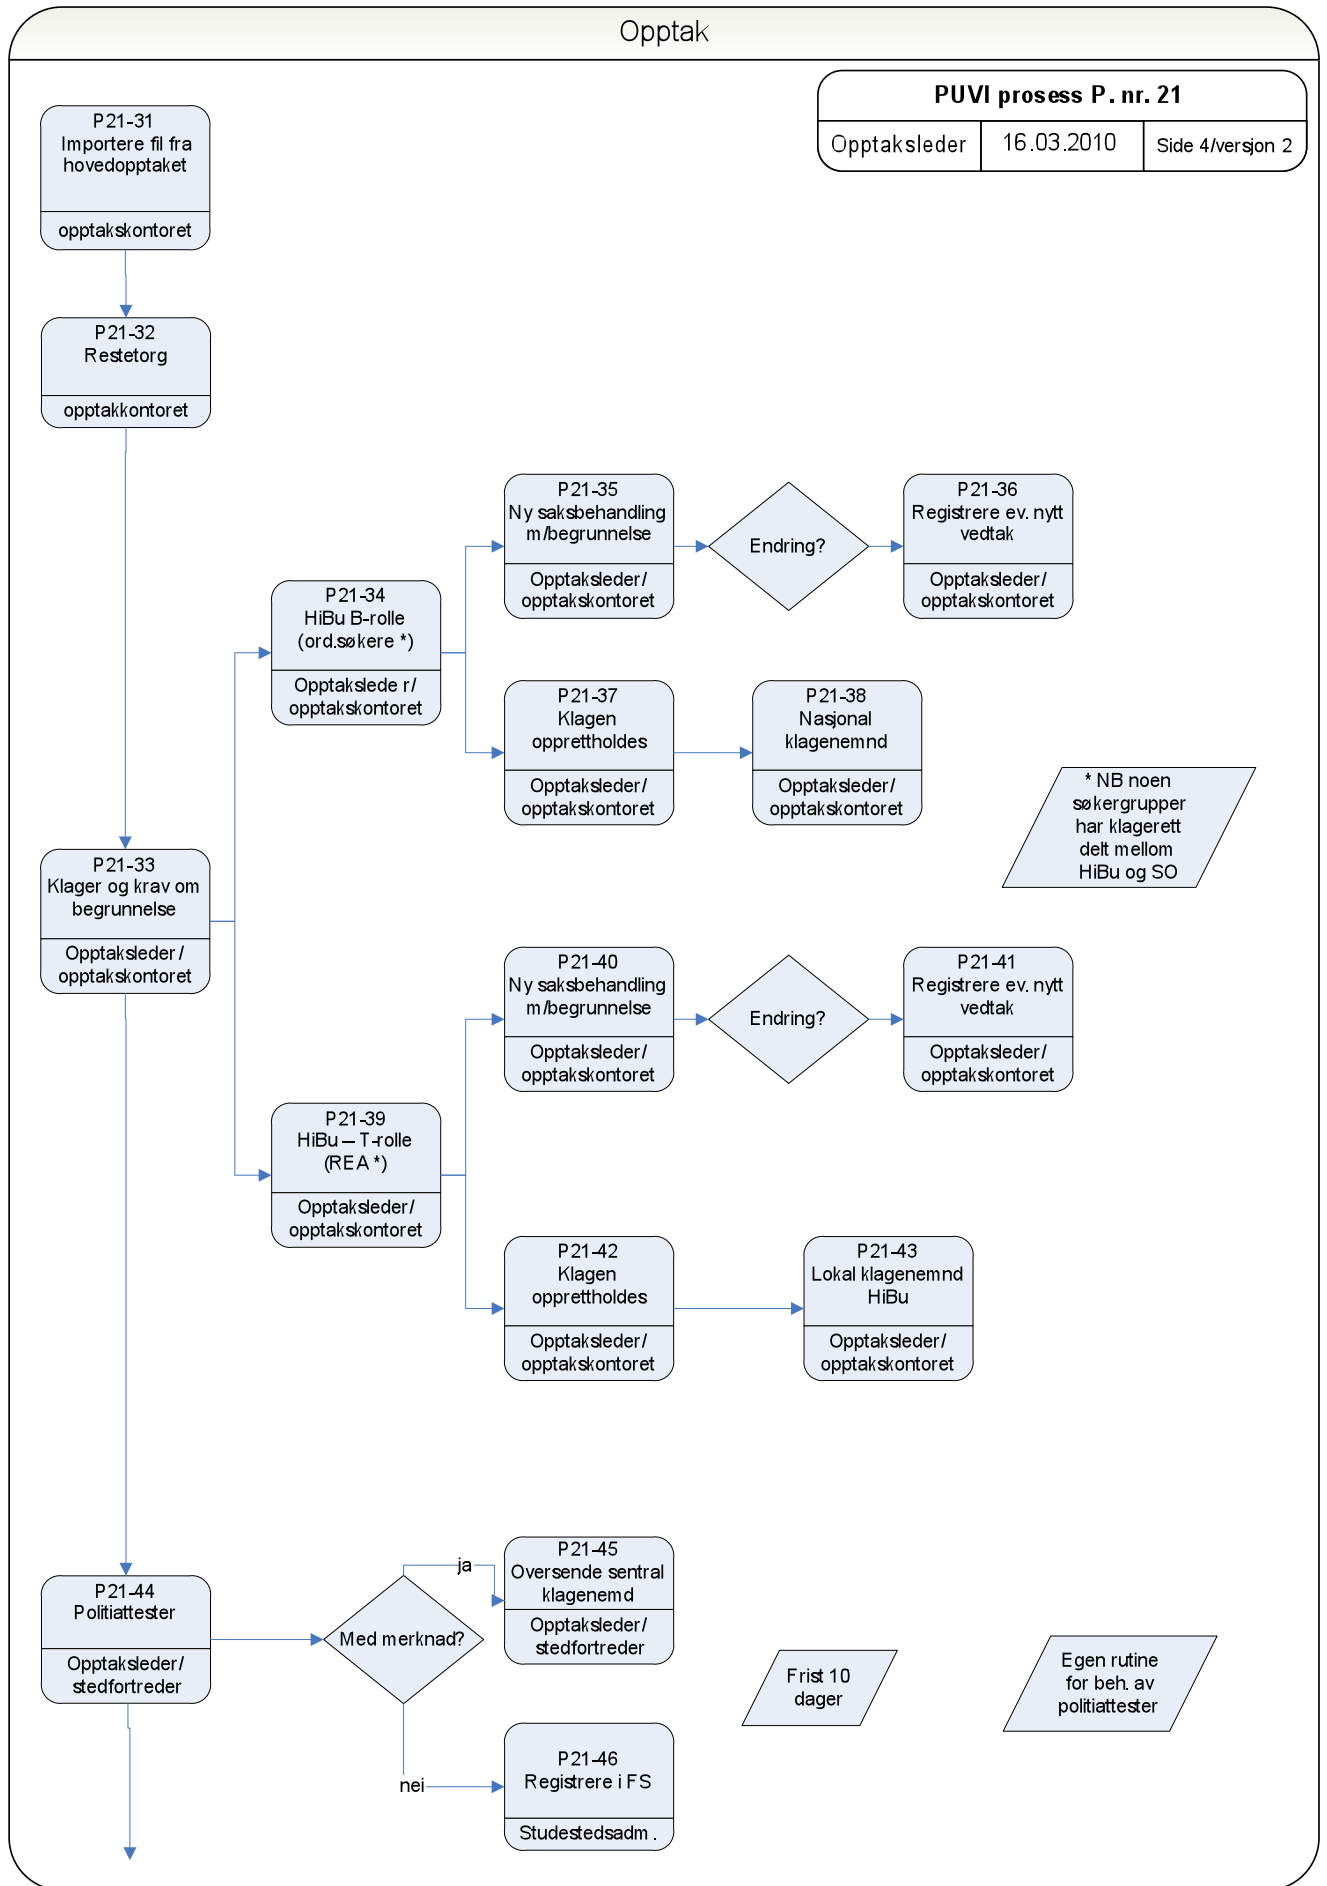 Opptak
PUVI prosess P. nr. 21
Opptaksleder
16.03.2010
Side 4/versjon 2
P21-31
Importere fil fra
hovedopptaket
opptakskontoret
P21-32
Restetorg
opptakkontoret
P21-35
Ny saksbehandling
m/begrunnelse
Opptaksleder/
opptakskontoret
Endring?
P21-36
Registrere ev. nytt
vedtak
Opptaksleder/
opptakskontoret
P21-34
HiBu B-rolle
(ord.søkere *)
Opptakslede r/
opptakskontoret
P21-37
Klagen
opprettholdes
Opptaksleder/
opptakskontoret
P21-38
Nasjonal
klagenemnd
Opptaksleder/
opptakskontoret
* NB noen
søkergrupper
har klagerett
delt mellom
HiBu og SO
P21-33
Klager og krav om
begrunnelse
Opptaksleder/
opptakskontoret
P21-40
Ny saksbehandling
m/begrunnelse
Opptaksleder/
opptakskontoret
Endring?
P21-41
Registrere ev. nytt
vedtak
Opptaksleder/
opptakskontoret
P21-39
HiBu – T-rolle
(REA *)
Opptaksleder/
opptakskontoret
P21-42
Klagen
opprettholdes
Opptaksleder/
opptakskontoret
P21-43
Lokal klagenemnd
HiBu
Opptaksleder/
opptakskontoret
P21-44
Politiattester
Opptaksleder/
stedfortreder
Med merknad?
ja
P21-45
Oversende sentral
klagenemd
Opptaksleder/
stedfortreder
nei
P21-46
Registrere i FS
Studestedsadm.
Frist 10
dager
Egen rutine
for beh. av
politiattester